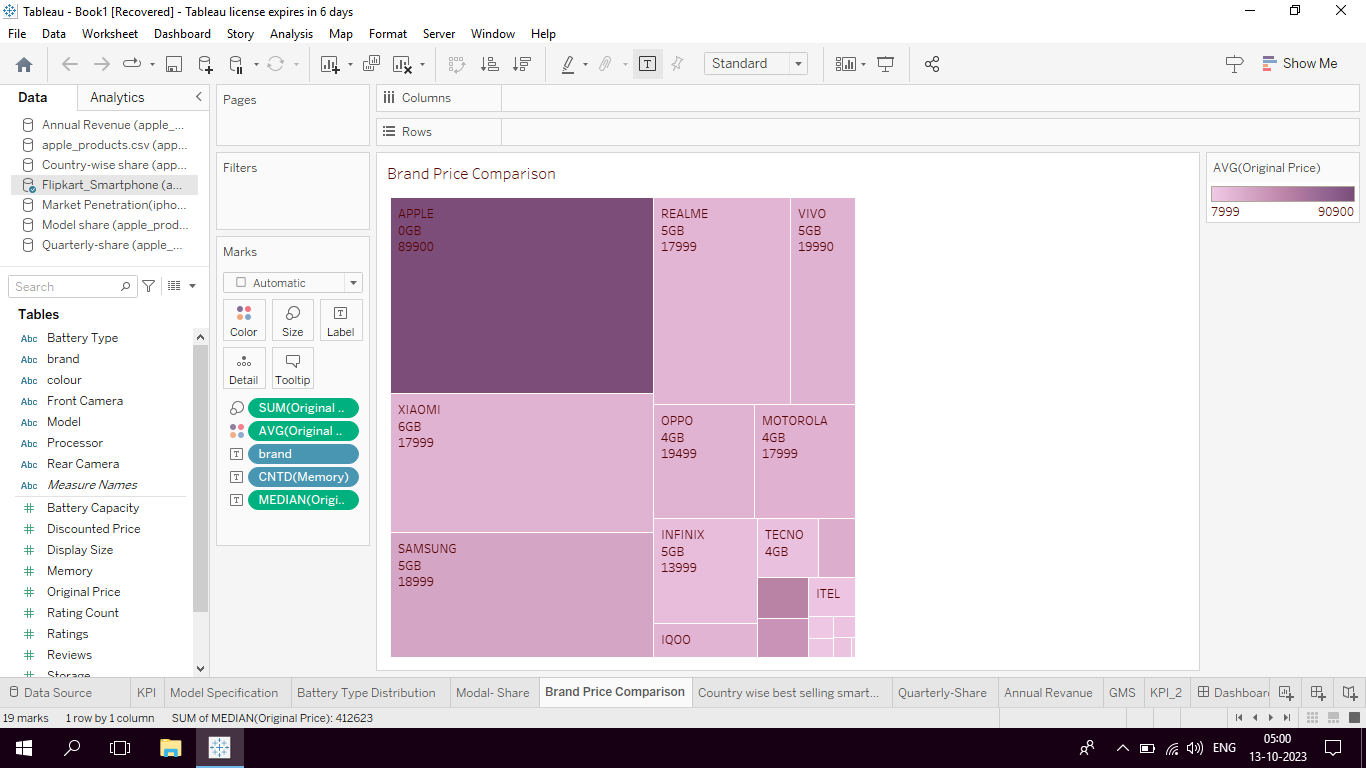 Tableau - Book1 [Recovered] - Tableau license expires in 6 days
File Data Worksheet Dashboard Story Analysis Map Format Server Window Help
Standard
Show Me
Data Analytics
Annual Revenue (apple_...
apple_products.csv (app...
Country-wise share (app...
Flipkart_Smartphone (a...
Market Penetration(ipho...
Model share (apple_prod...
Quarterly-share (apple_...
Search
Tables
Abc Battery Type
Abc brand
Abc colour
Abc Front Camera
Abc Model
Abc Processor
Abc Rear Camera
Abc Measure Names
Battery Capacity
Discounted Price
Display Size
Memory
Original Price
Rating Count
Ratings
Reviews
Storage
Pages
Filters
Marks
Automatic
Color Size Label
Detail Tooltip
SUM(Original ..
AVG(Original ..
brand
CNTD(Memory)
MEDIAN(Origi..
Columns
Rows
Brand Price Comparison
APPLE
0GB
89900
XIAOMI
6GB
17999
SAMSUNG
5GB
18999
REALME
5GB
17999
VIVO
5GB
19990
OPPO
4GB
19499
MOTOROLA
4GB
17999
INFINIX
5GB
13999
TECNO
4GB
ITEL
IQOO
AVG(Original Price)
7999 90900
Data Source KPI Model Specification Battery Type Distribution Modal- Share Brand Price Comparison Country wise best selling smart... Quarterly-Share Annual Revanue GMS KPI_2 Dashboar
19 marks 1 row by 1 column SUM of MEDIAN(Original Price): 412623
ENG
05:00
13-10-2023